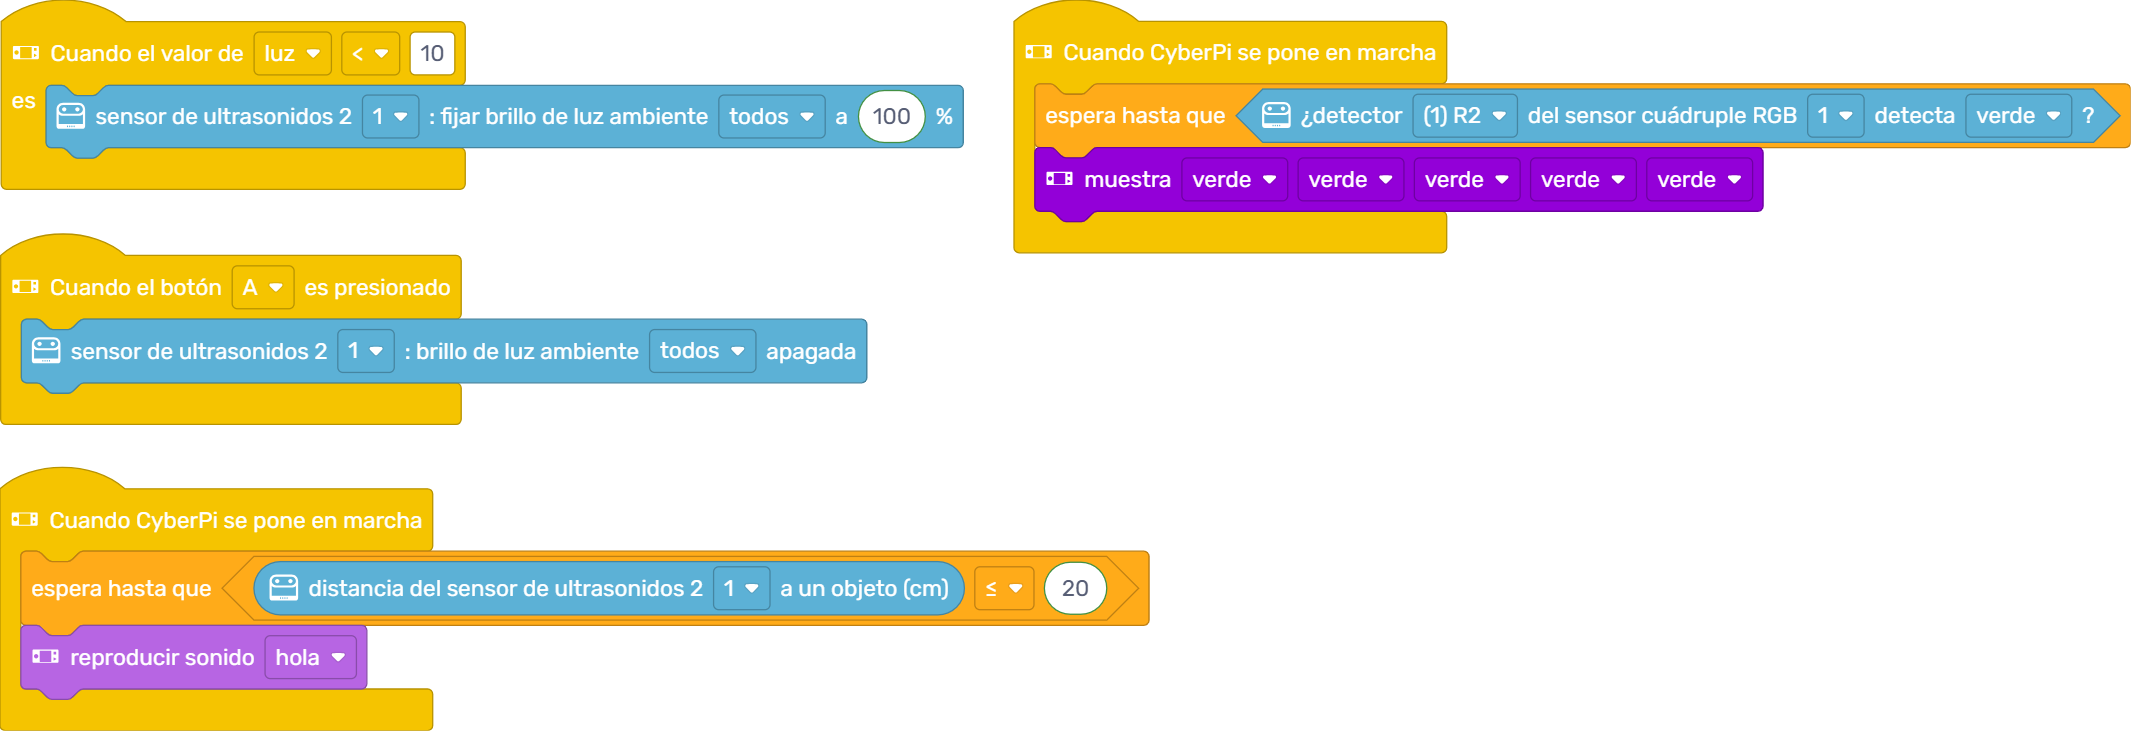 Cuando el valor de luz < 10
es sensor de ultrasonidos 2 1 : fijar brillo de luz ambiente todos a 100 %
Cuando el botón A es presionado
sensor de ultrasonidos 2 1 : brillo de luz ambiente todos apagada
Cuando CyberPi se pone en marcha
espera hasta que distancia del sensor de ultrasonidos 2 1 a un objeto (cm) ≤ 20
reproducir sonido hola
Cuando CyberPi se pone en marcha
espera hasta que ¿detector (1) R2 del sensor cuádruple RGB 1 detecta verde ?
muestra verde verde verde verde verde